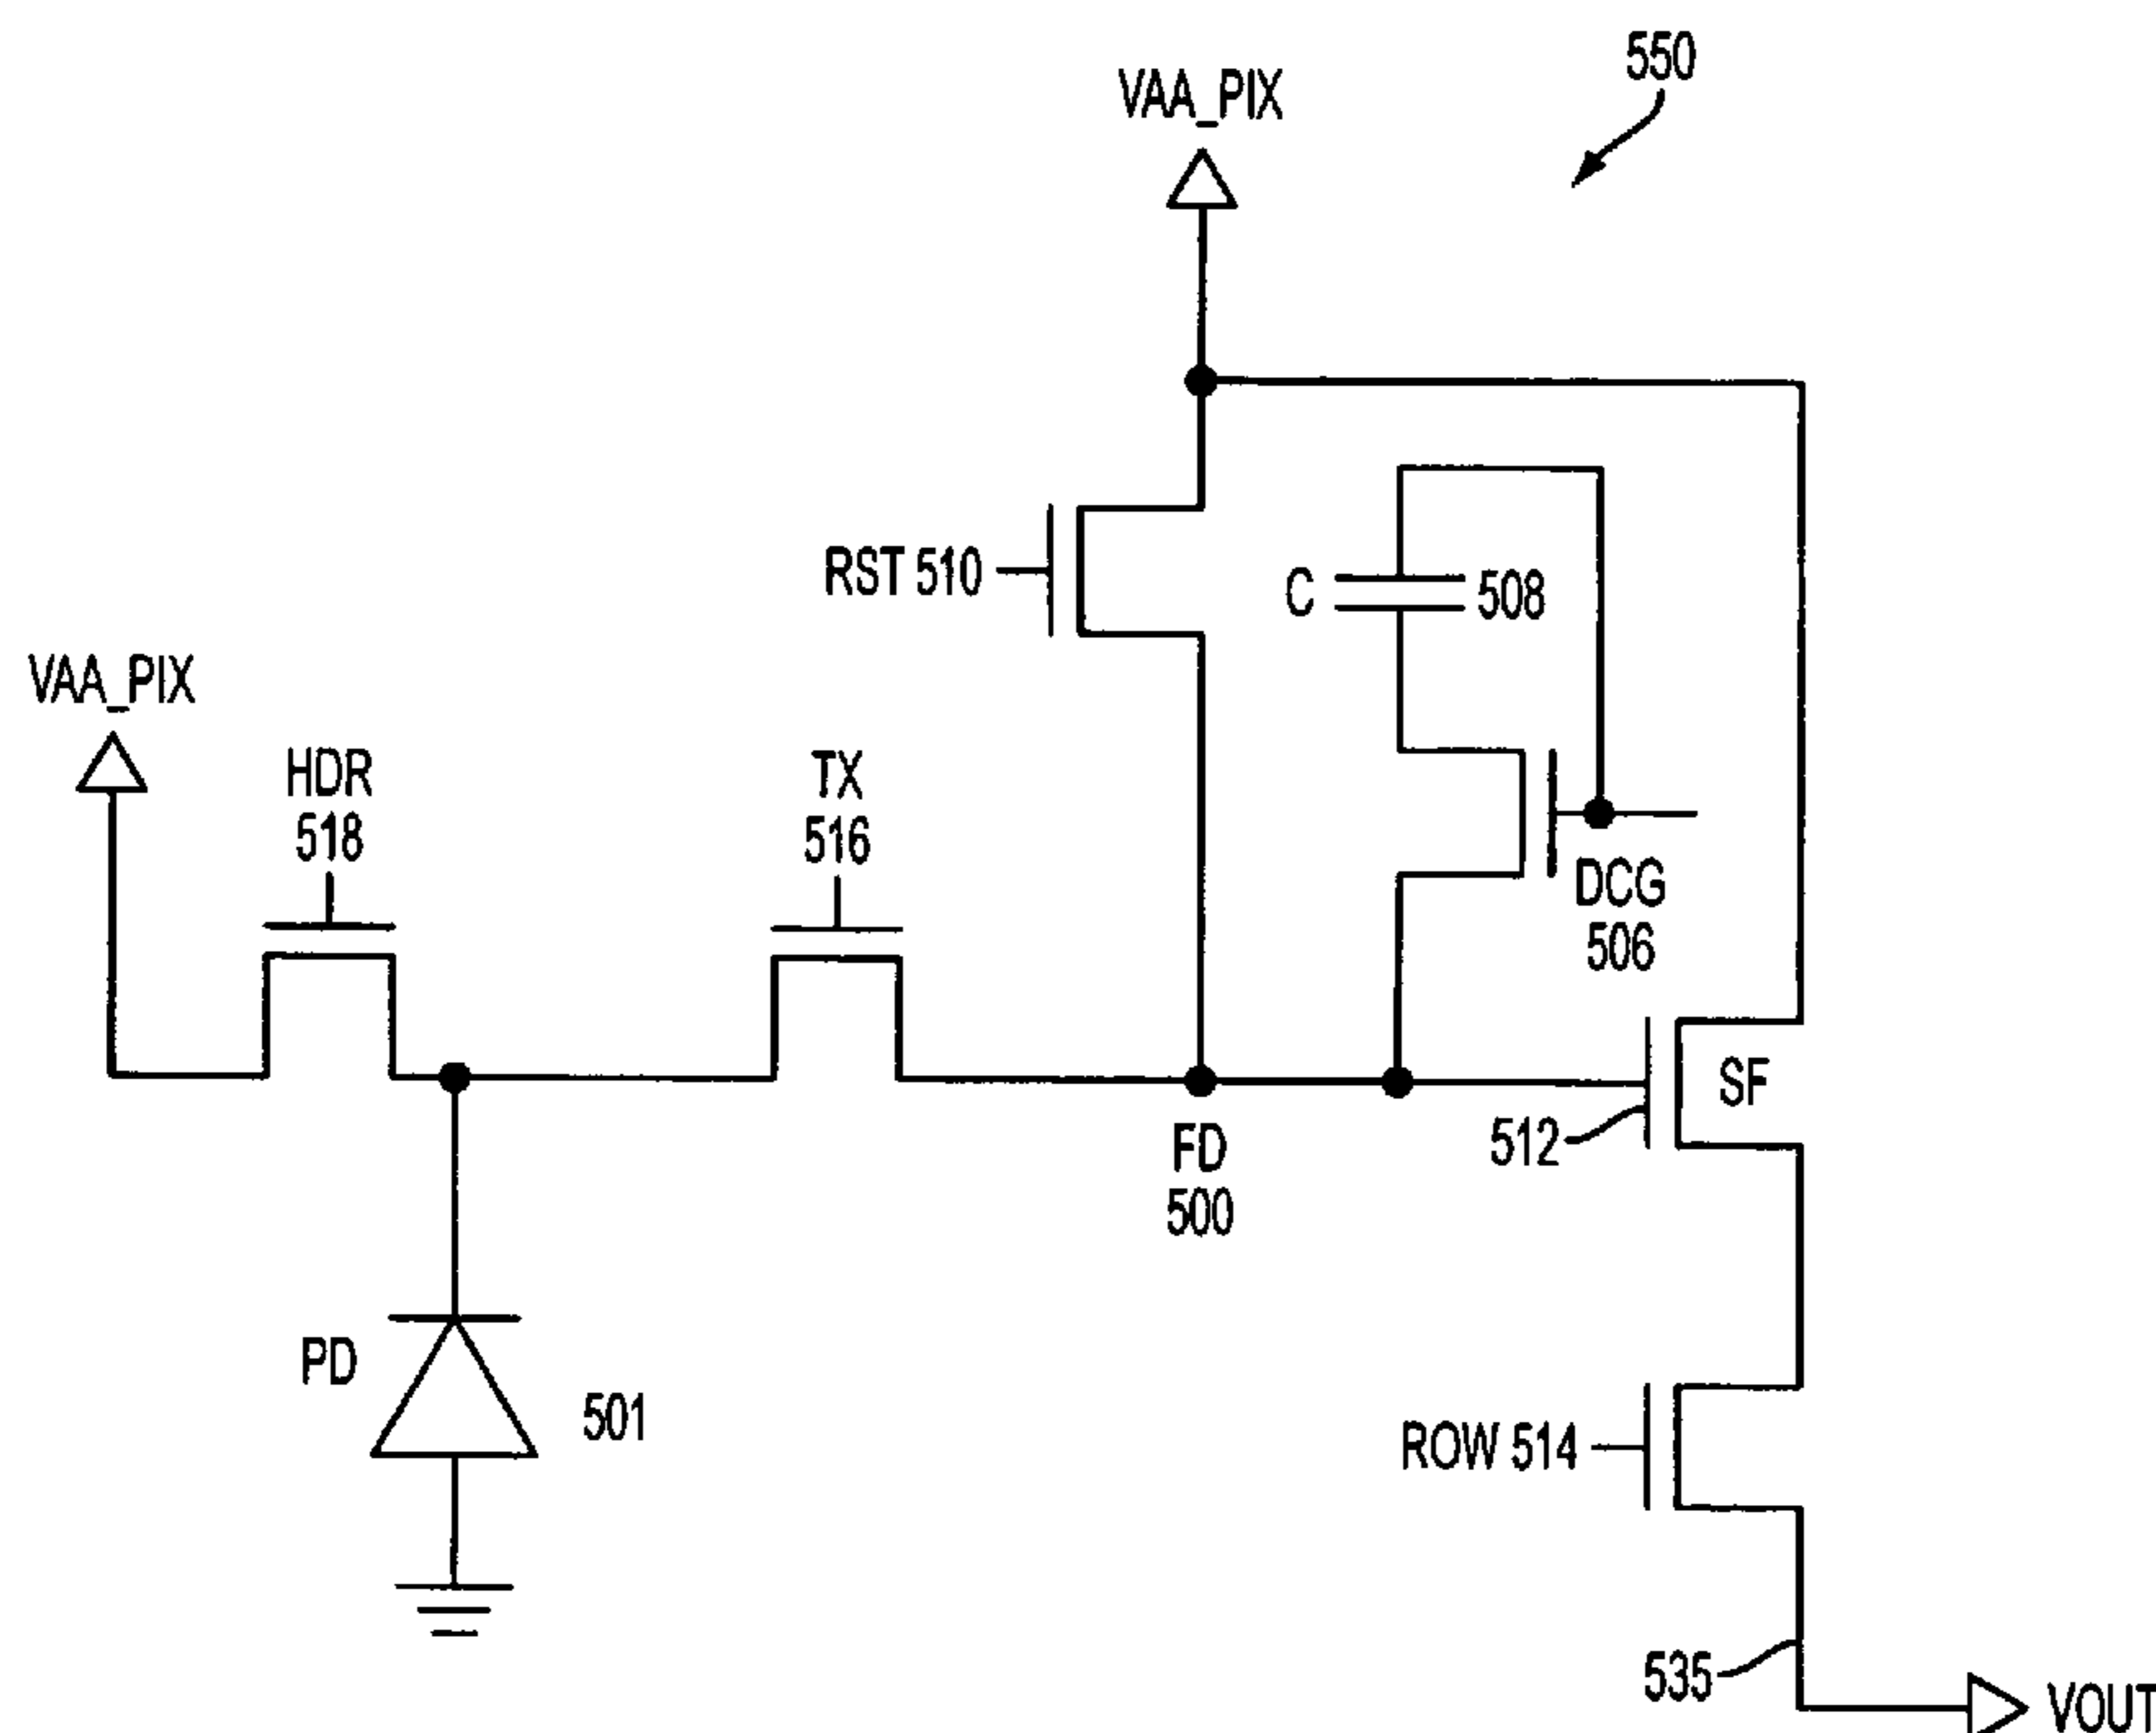 550
VAA_PIX
RST 510
C
508
VAA_PIX
HDR
518
TX
516
DCG
506
SF
512
FD
500
PD
501
ROW 514
535
VOUT